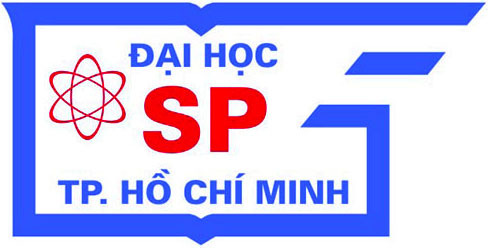 ĐẠI HỌC
SP
TP. HỒ CHÍ MINH